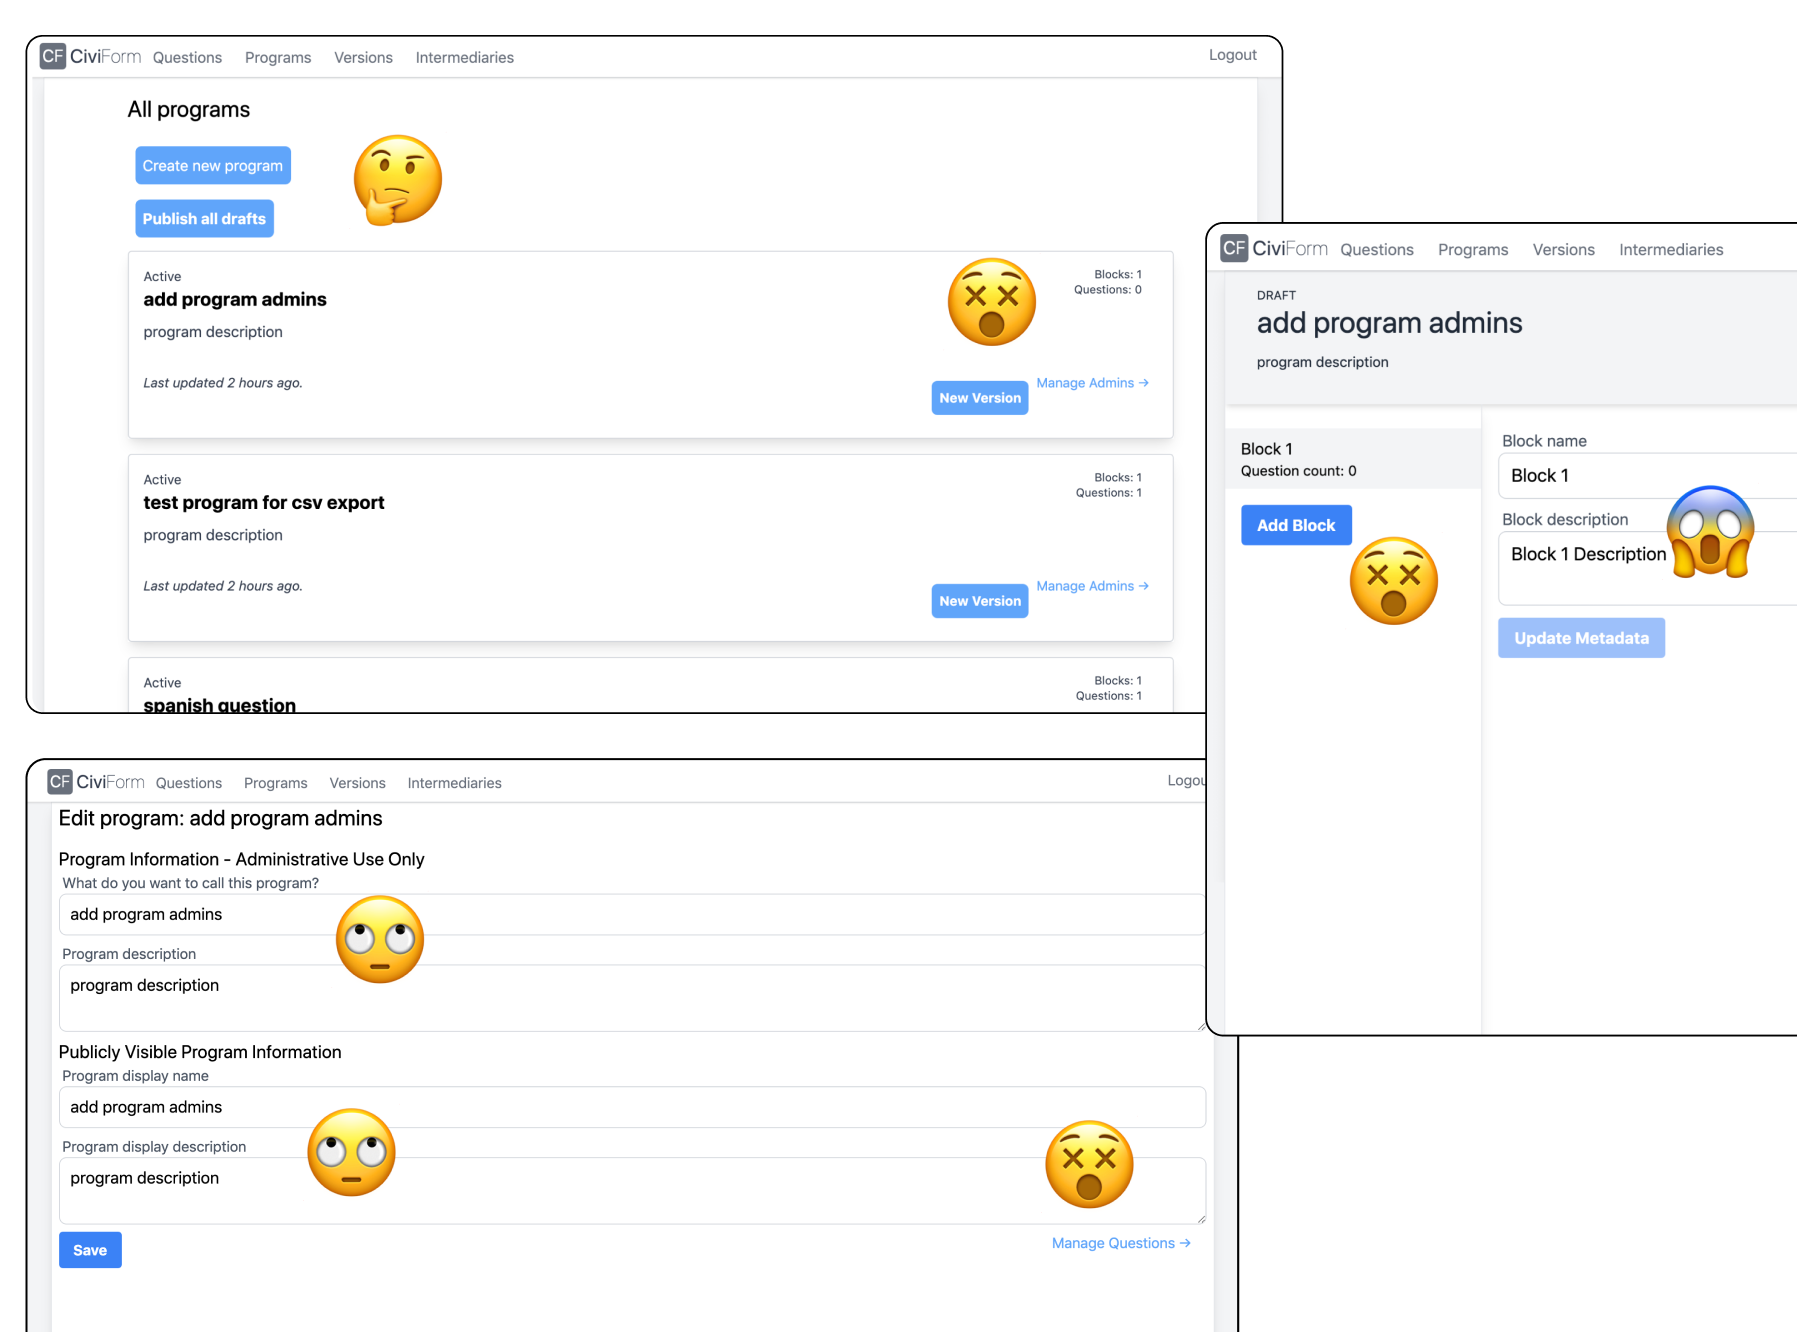 CF CiviForm Questions Programs Versions Intermediaries Logout
All programs
Create new program
Publish all drafts
Active
Blocks: 1
add program admins
Questions: 0
program description
Last updated 2 hours ago.
New Version
Manage Admins →
Active
Blocks: 1
test program for csv export
Questions: 1
program description
Last updated 2 hours ago.
New Version
Manage Admins →
Active
Blocks: 1
spanish question
Questions: 1
CF CiviForm Questions Programs Versions Intermediaries
DRAFT
add program admins
program description
Block 1
Question count: 0
Add Block
Block name
Block 1
Block description
Block 1 Description
Update Metadata
CF CiviForm Questions Programs Versions Intermediaries Logou
Edit program: add program admins
Program Information - Administrative Use Only
What do you want to call this program?
add program admins
Program description
program description
Publicly Visible Program Information
Program display name
add program admins
Program display description
program description
Save
Manage Questions →